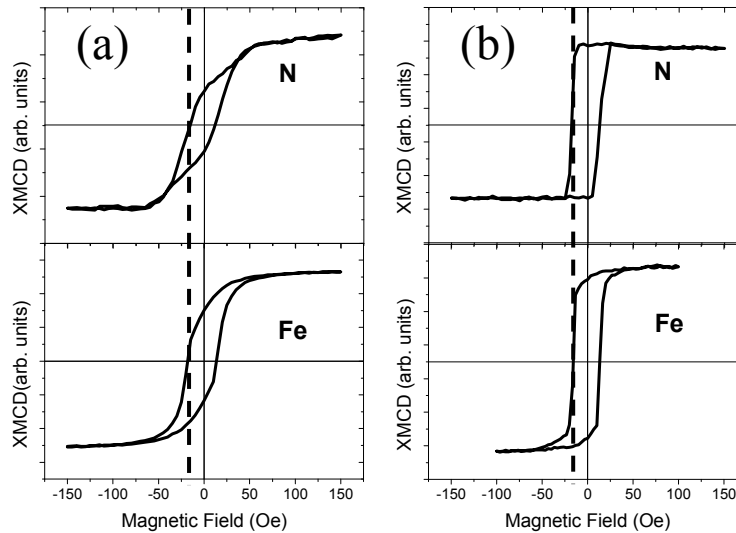 (a)
N
XMCD (arb. units)
Fe
XMCD(arb. units)
-150 -100 -50 0 50 100 150
Magnetic Field (Oe)
(b)
N
XMCD (arb. units)
Fe
XMCD (arb. units)
-150 -100 -50 0 50 100 150
Magnetic Field (Oe)